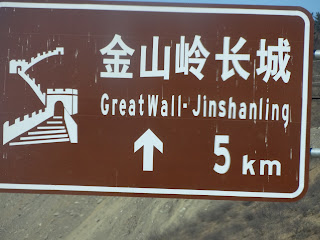 金山岭长城
GreatWall-Jinshanling
5 km